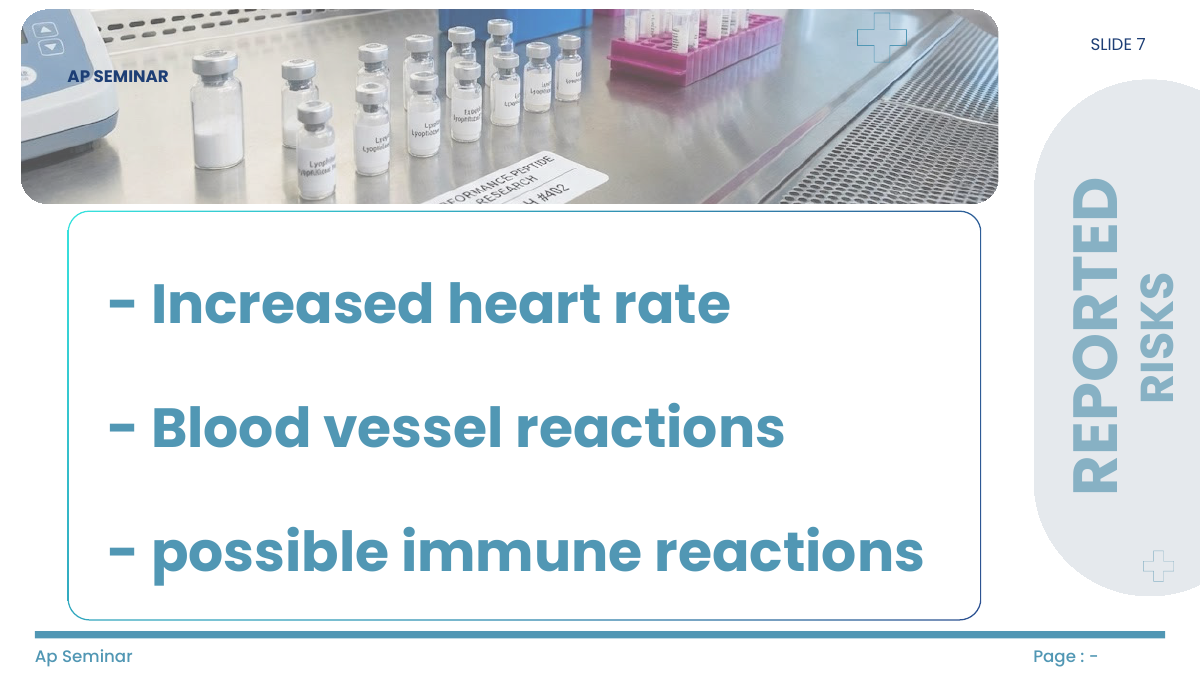 AP SEMINAR
SLIDE 7
REPORTED
RISKS
- Increased heart rate
- Blood vessel reactions
- possible immune reactions
Ap Seminar
Page : -